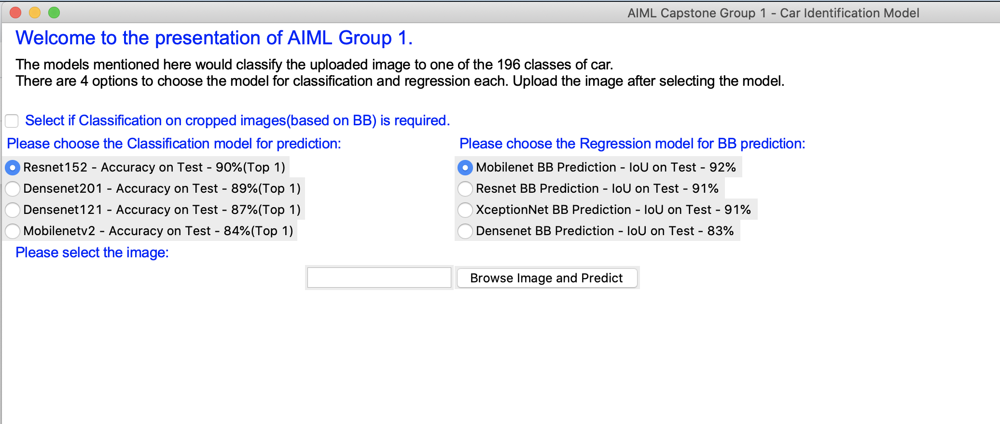 AIML Capstone Group 1 - Car Identification Model
Welcome to the presentation of AIML Group 1.
The models mentioned here would classify the uploaded image to one of the 196 classes of car.
There are 4 options to choose the model for classification and regression each. Upload the image after selecting the model.
Select if Classification on cropped images(based on BB) is required.
Please choose the Classification model for prediction:
Resnet152 - Accuracy on Test - 90%(Top 1)
Densenet201 - Accuracy on Test - 89%(Top 1)
Densenet121 - Accuracy on Test - 87%(Top 1)
Mobilenetv2 - Accuracy on Test - 84%(Top 1)
Please choose the Regression model for BB prediction:
Mobilenet BB Prediction - IoU on Test - 92%
Resnet BB Prediction - IoU on Test - 91%
XceptionNet BB Prediction - IoU on Test - 91%
Densenet BB Prediction - IoU on Test - 83%
Please select the image:
Browse Image and Predict